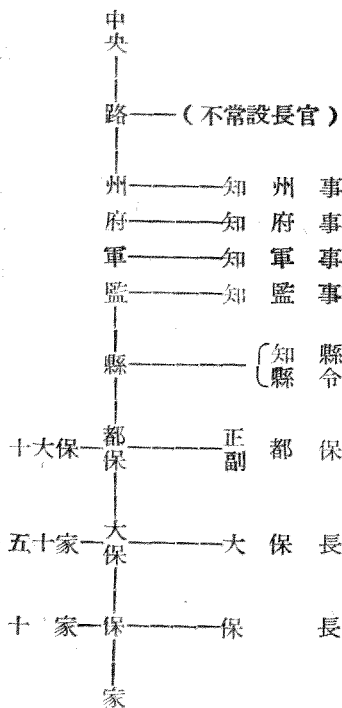 中央
路 (不常設長官)
州 知州事
府 知府事
軍 知軍事
監 知監事
縣 知縣 縣令
十大保 都保 正副都保
五十家 大保 大保長
十家 保 保長
家